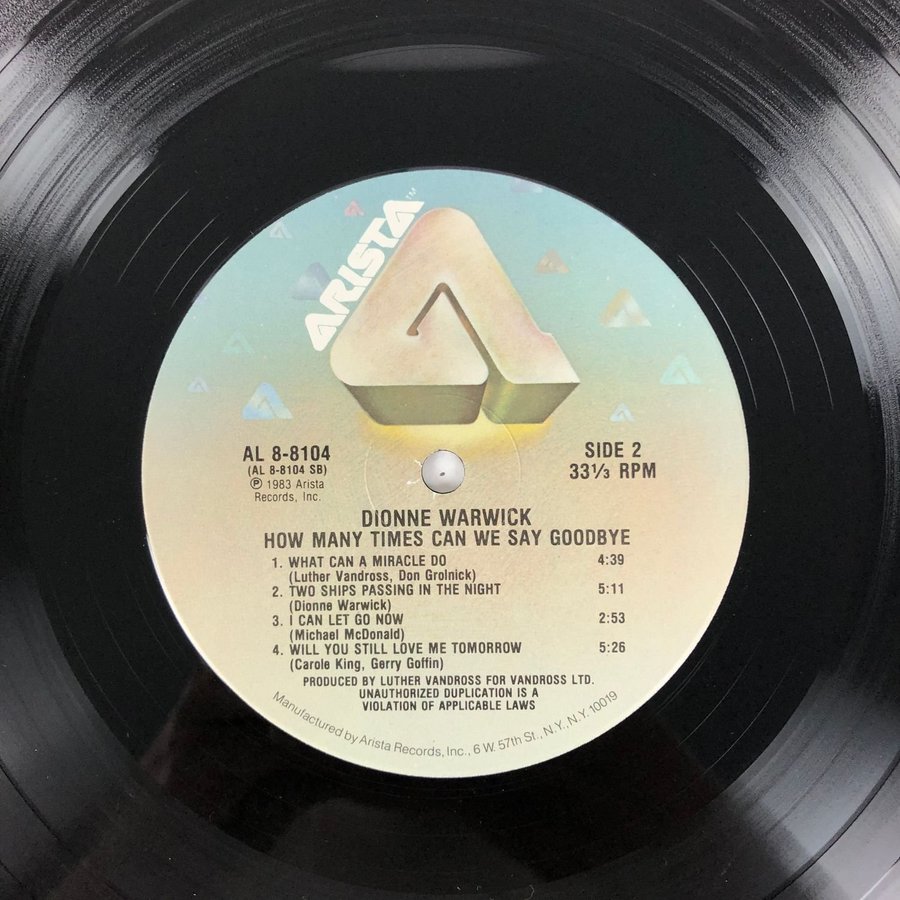 ARISTA™
AL 8-8104
(AL 8-8104 SB)
℗ 1983 Arista
Records, Inc.
SIDE 2
33⅓ RPM
DIONNE WARWICK
HOW MANY TIMES CAN WE SAY GOODBYE
1. WHAT CAN A MIRACLE DO 4:39
(Luther Vandross, Don Grolnick)
2. TWO SHIPS PASSING IN THE NIGHT 5:11
(Dionne Warwick)
3. I CAN LET GO NOW 2:53
(Michael McDonald)
4. WILL YOU STILL LOVE ME TOMORROW 5:26
(Carole King, Gerry Goffin)
PRODUCED BY LUTHER VANDROSS FOR VANDROSS LTD.
UNAUTHORIZED DUPLICATION IS A
VIOLATION OF APPLICABLE LAWS
Manufactured by Arista Records, Inc., 6 W. 57th St., N.Y., N.Y. 10019